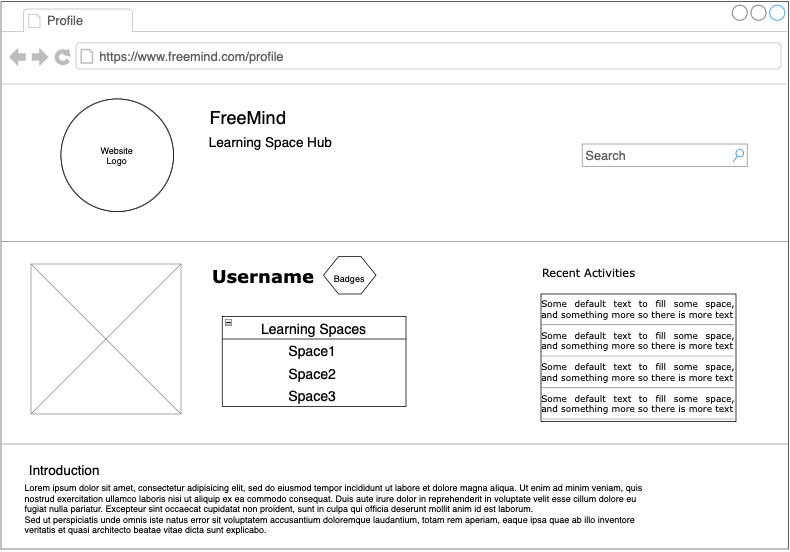 Profile
https://www.freemind.com/profile
Website
Logo
FreeMind
Learning Space Hub
Search
Username
Badges
Learning Spaces
Space1
Space2
Space3
Recent Activities
Some default text to fill some space,
and something more so there is more text
Some default text to fill some space,
and something more so there is more text
Some default text to fill some space,
and something more so there is more text
Some default text to fill some space,
and something more so there is more text
Introduction
Lorem ipsum dolor sit amet, consectetur adipisicing elit, sed do eiusmod tempor incididunt ut labore et dolore magna aliqua. Ut enim ad minim veniam, quis
nostrud exercitation ullamco laboris nisi ut aliquip ex ea commodo consequat. Duis aute irure dolor in reprehenderit in voluptate velit esse cillum dolore eu
fugiat nulla pariatur. Excepteur sint occaecat cupidatat non proident, sunt in culpa qui officia deserunt mollit anim id est laborum.
Sed ut perspiciatis unde omnis iste natus error sit voluptatem accusantium doloremque laudantium, totam rem aperiam, eaque ipsa quae ab illo inventore
veritatis et quasi architecto beatae vitae dicta sunt explicabo.